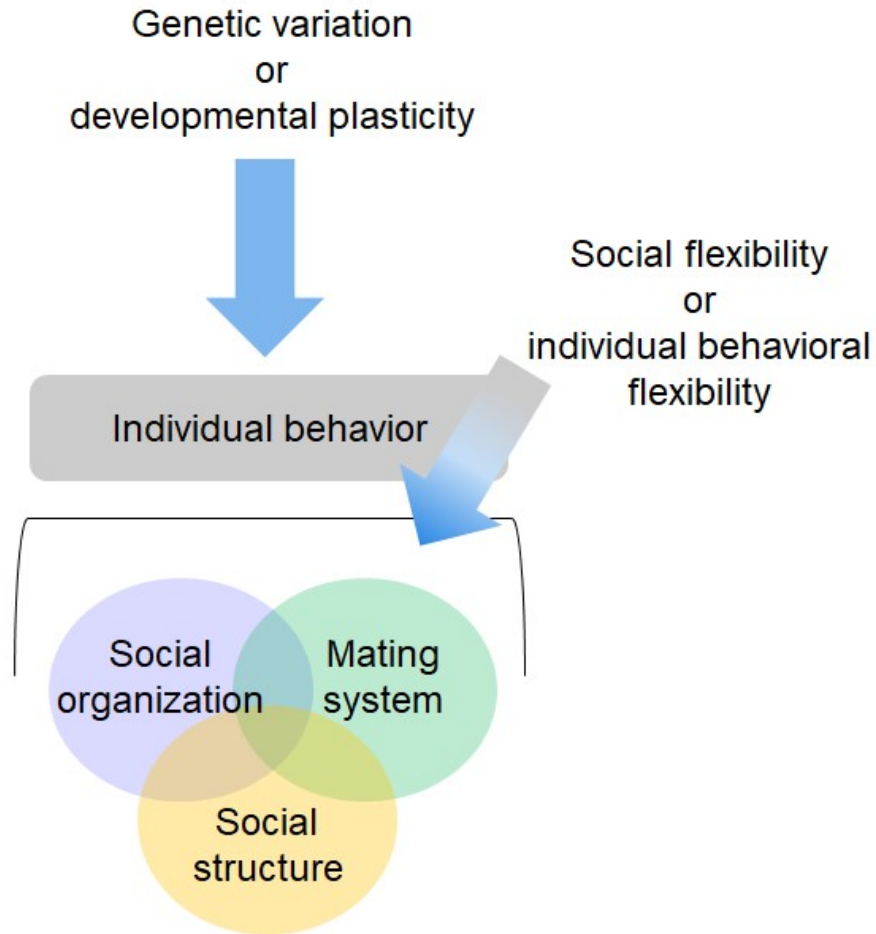 Genetic variation
or
developmental plasticity
Social flexibility
or
individual behavioral
flexibility
Individual behavior
Social
organization
Mating
system
Social
structure